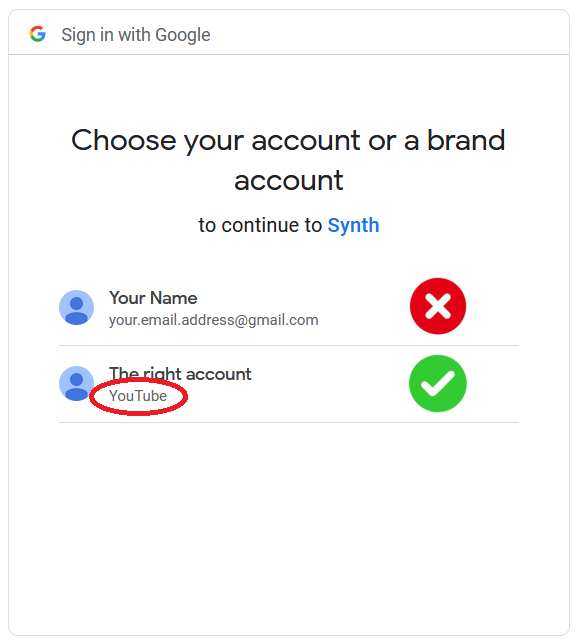 Sign in with Google
Choose your account or a brand
account
to continue to Synth
Your Name
your.email.address@gmail.com
The right account
YouTube